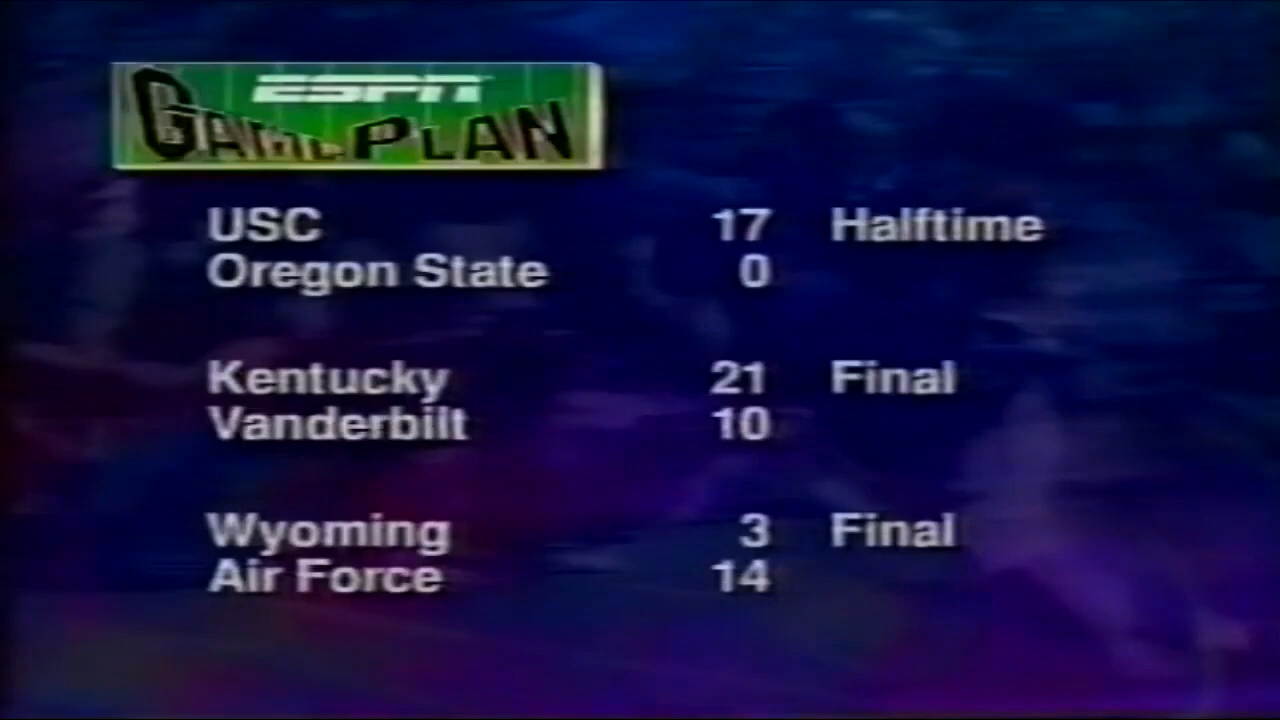 ESPN
GAMEPLAN
USC 17 Halftime
Oregon State 0
Kentucky 21 Final
Vanderbilt 10
Wyoming 3 Final
Air Force 14